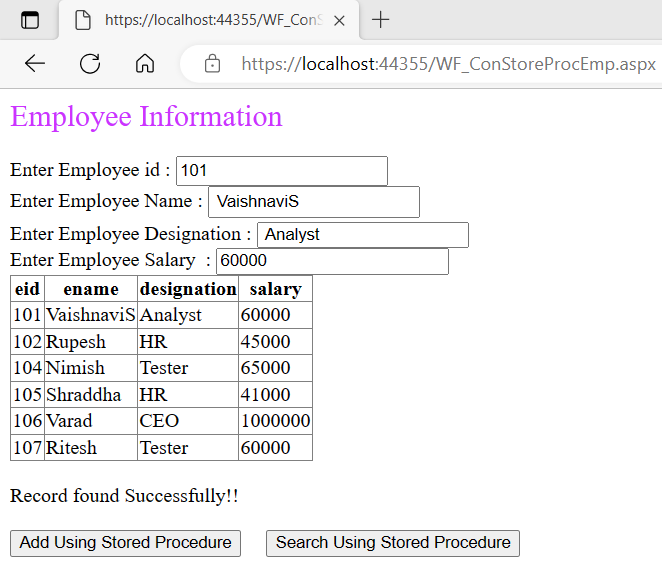 https://localhost:44355/WF_ConS
https://localhost:44355/WF_ConStoreProcEmp.aspx
Employee Information
Enter Employee id : 101
Enter Employee Name : VaishnaviS
Enter Employee Designation : Analyst
Enter Employee Salary : 60000
eid ename designation salary
101 VaishnaviS Analyst 60000
102 Rupesh HR 45000
104 Nimish Tester 65000
105 Shraddha HR 41000
106 Varad CEO 1000000
107 Ritesh Tester 60000
Record found Successfully!!
Add Using Stored Procedure Search Using Stored Procedure